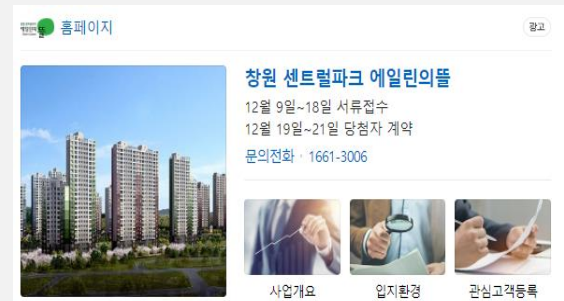 홈페이지
광고
창원 센트럴파크 에일린의뜰
12월 9일~18일 서류접수
12월 19일~21일 당첨자 계약
문의전화 · 1661-3006
사업개요
입지환경
관심고객등록